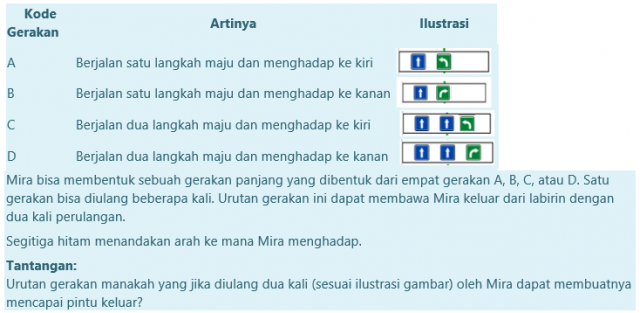 Kode Gerakan Artinya Ilustrasi
A Berjalan satu langkah maju dan menghadap ke kiri
B Berjalan satu langkah maju dan menghadap ke kanan
C Berjalan dua langkah maju dan menghadap ke kiri
D Berjalan dua langkah maju dan menghadap ke kanan
Mira bisa membentuk sebuah gerakan panjang yang dibentuk dari empat gerakan A, B, C, atau D. Satu
gerakan bisa diulang beberapa kali. Urutan gerakan ini dapat membawa Mira keluar dari labirin dengan
dua kali perulangan.
Segitiga hitam menandakan arah ke mana Mira menghadap.
Tantangan:
Urutan gerakan manakah yang jika diulang dua kali (sesuai ilustrasi gambar) oleh Mira dapat membuatnya
mencapai pintu keluar?